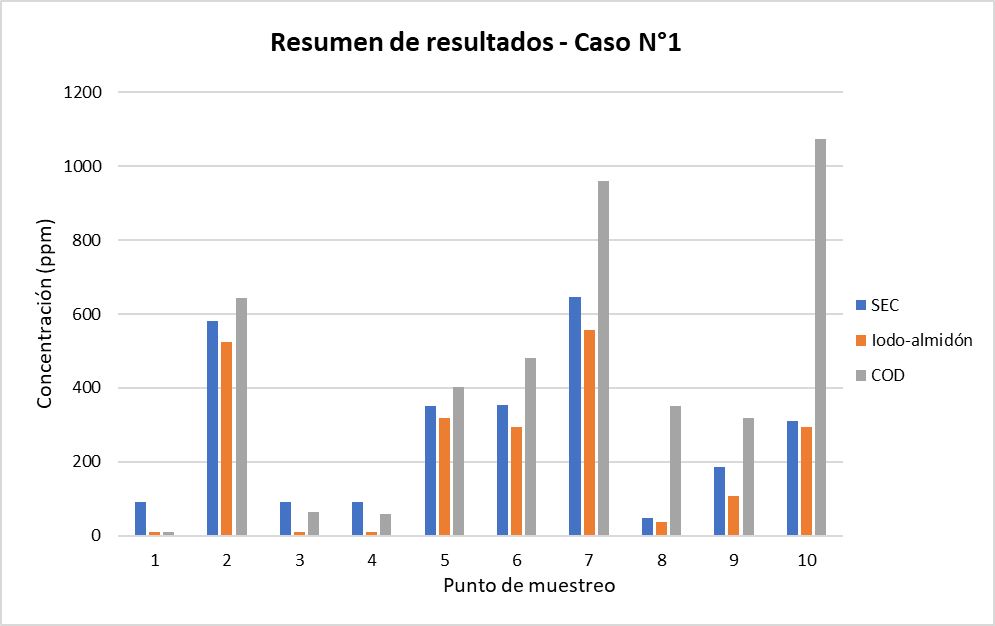 Resumen de resultados - Caso N°1
1200
1000
800
600
400
200
0
Concentración (ppm)
1 2 3 4 5 6 7 8 9 10
Punto de muestreo
SEC
Iodo-almidón
COD